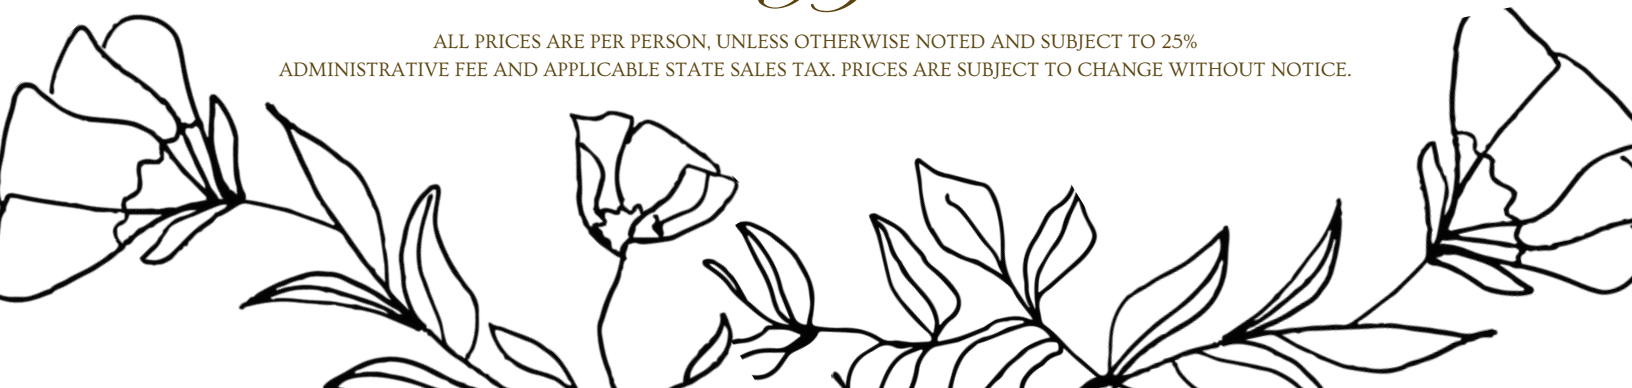 ALL PRICES ARE PER PERSON, UNLESS OTHERWISE NOTED AND SUBJECT TO 25%
ADMINISTRATIVE FEE AND APPLICABLE STATE SALES TAX. PRICES ARE SUBJECT TO CHANGE WITHOUT NOTICE.